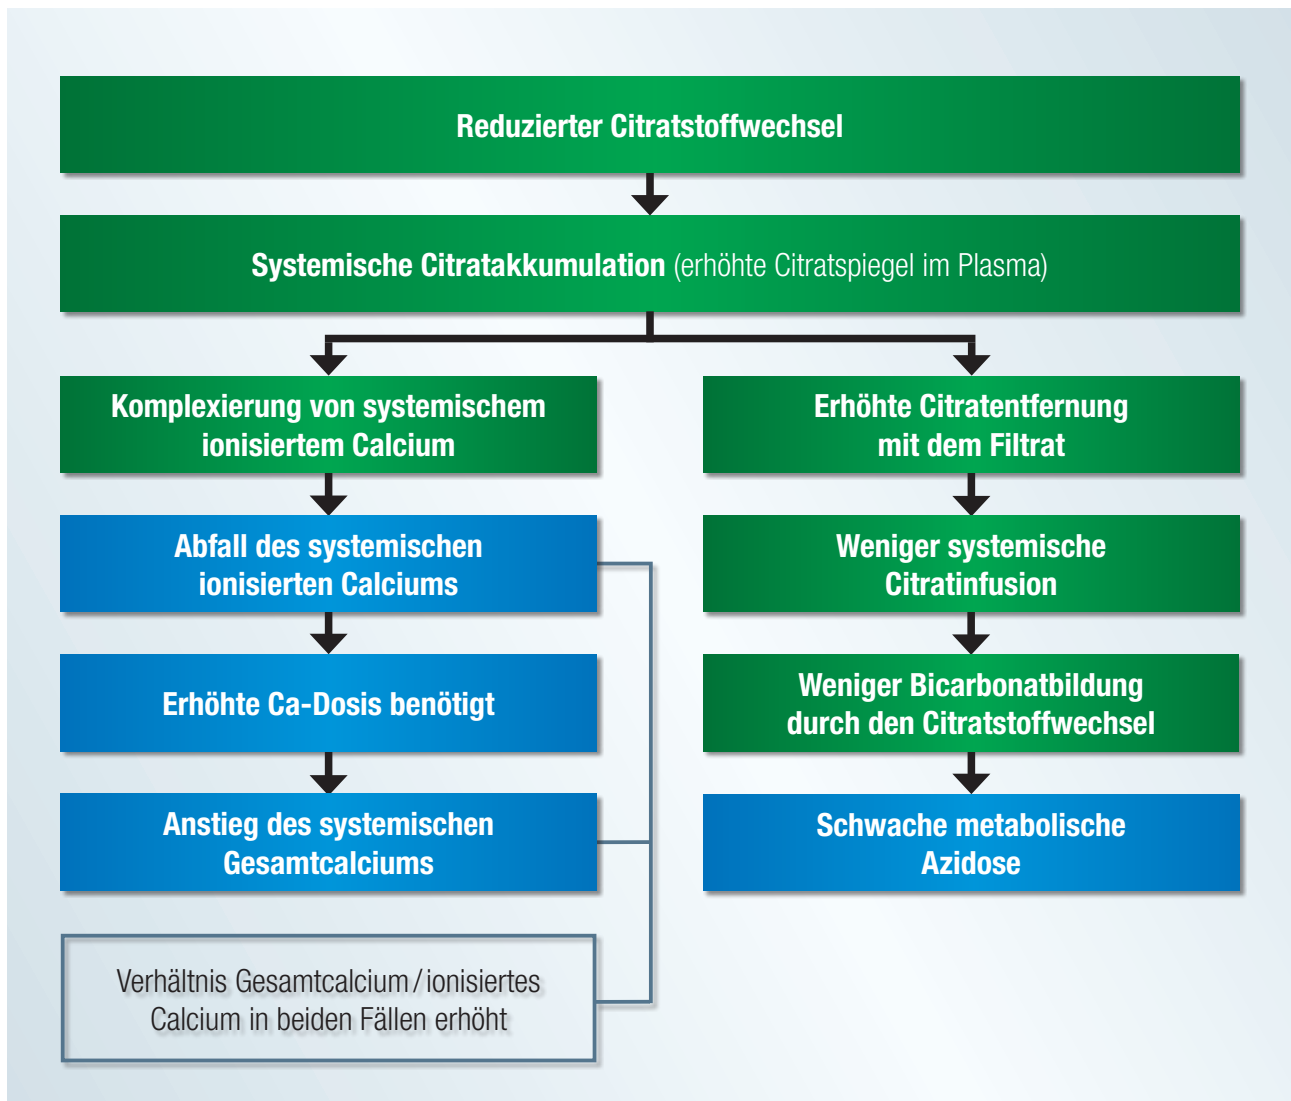 Reduzierter Citratstoffwechsel
Systemische Citratakkumulation (erhöhte Citratspiegel im Plasma)
Komplexierung von systemischem
ionisiertem Calcium
Abfall des systemischen
ionisierten Calciums
Erhöhte Ca-Dosis benötigt
Anstieg des systemischen
Gesamtcalciums
Verhältnis Gesamtcalcium/ionisiertes
Calcium in beiden Fällen erhöht
Erhöhte Citratentfernung
mit dem Filtrat
Weniger systemische
Citratinfusion
Weniger Bicarbonatbildung
durch den Citratstoffwechsel
Schwache metabolische
Azidose